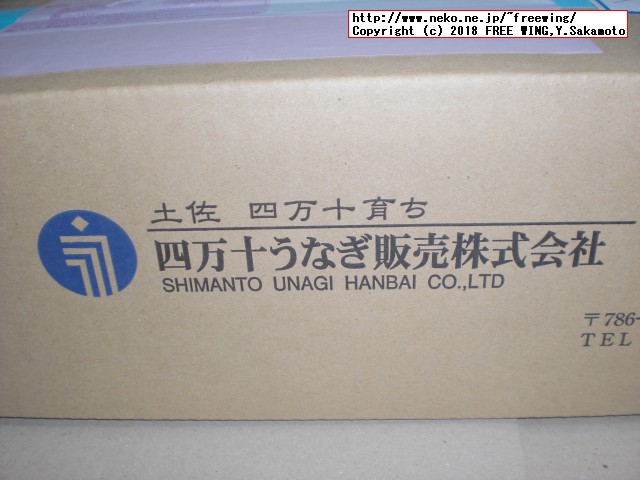 http://www.neko.ne.jp/~freewing/
Copyright (c) 2018 FREE WING,Y.Sakamoto
土佐 四万十育ち
四万十うなぎ販売株式会社
SHIMANTO UNAGI HANBAI CO.,LTD
〒786-
TEL